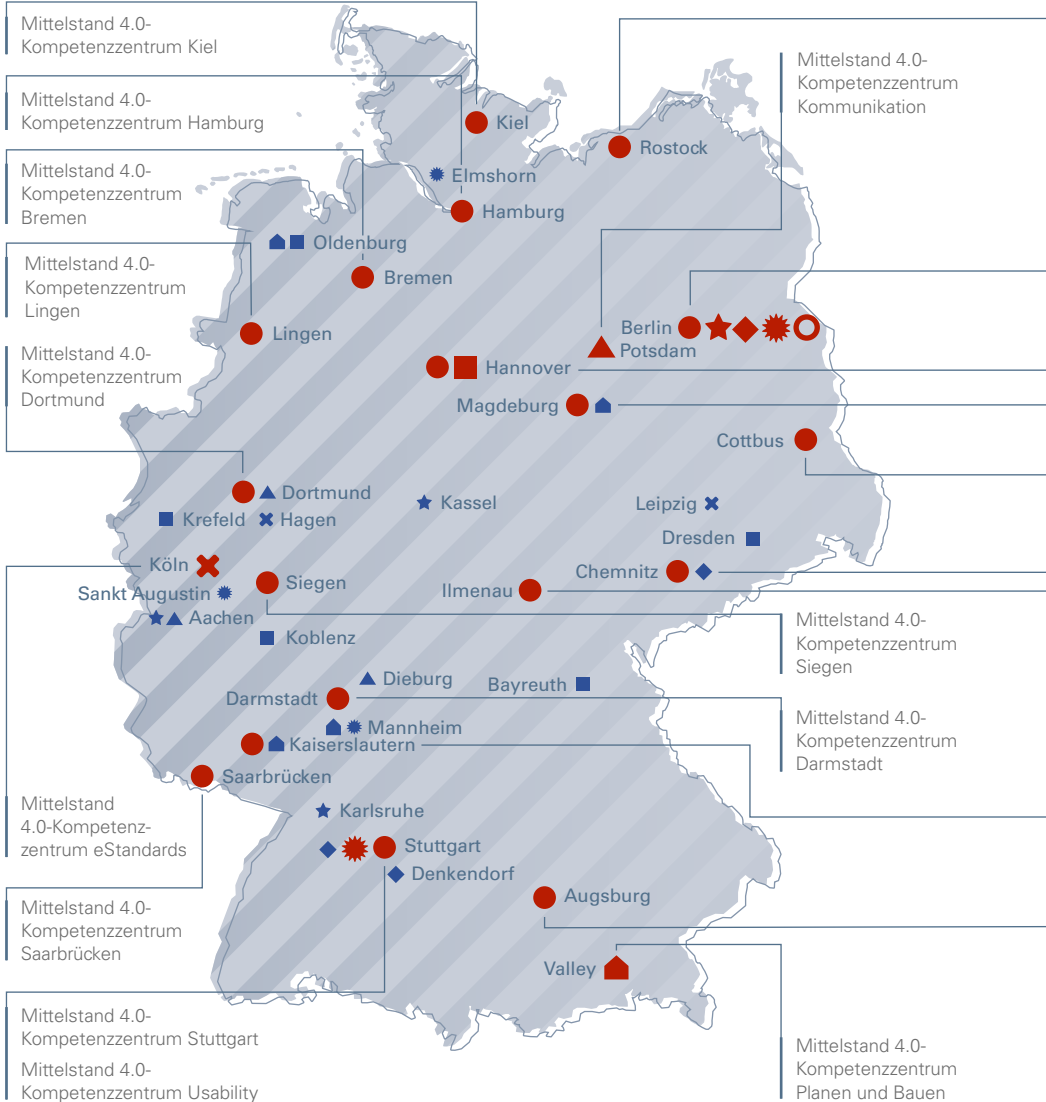 Mittelstand 4.0-
Kompetenzzentrum Kiel
Mittelstand 4.0-
Kompetenzzentrum Hamburg
Mittelstand 4.0-
Kompetenzzentrum
Bremen
Mittelstand 4.0-
Kompetenzzentrum
Lingen
Mittelstand 4.0-
Kompetenzzentrum
Dortmund
Mittelstand
4.0-Kompetenz-
zentrum eStandards
Mittelstand 4.0-
Kompetenzzentrum
Saarbrücken
Mittelstand 4.0-
Kompetenzzentrum Stuttgart
Mittelstand 4.0-
Kompetenzzentrum Usability
Kiel
Rostock
Elmshorn
Hamburg
Oldenburg
Bremen
Berlin
Lingen
Potsdam
Hannover
Magdeburg
Cottbus
Dortmund
Kassel
Leipzig
Krefeld
Hagen
Dresden
Köln
Chemnitz
Siegen
Ilmenau
Sankt Augustin
Aachen
Koblenz
Dieburg
Bayreuth
Darmstadt
Mannheim
Kaiserslautern
Saarbrücken
Karlsruhe
Stuttgart
Denkendorf
Augsburg
Valley
Mittelstand 4.0-
Kompetenzzentrum
Kommunikation
Mittelstand 4.0-
Kompetenzzentrum
Siegen
Mittelstand 4.0-
Kompetenzzentrum
Darmstadt
Mittelstand 4.0-
Kompetenzzentrum
Planen und Bauen